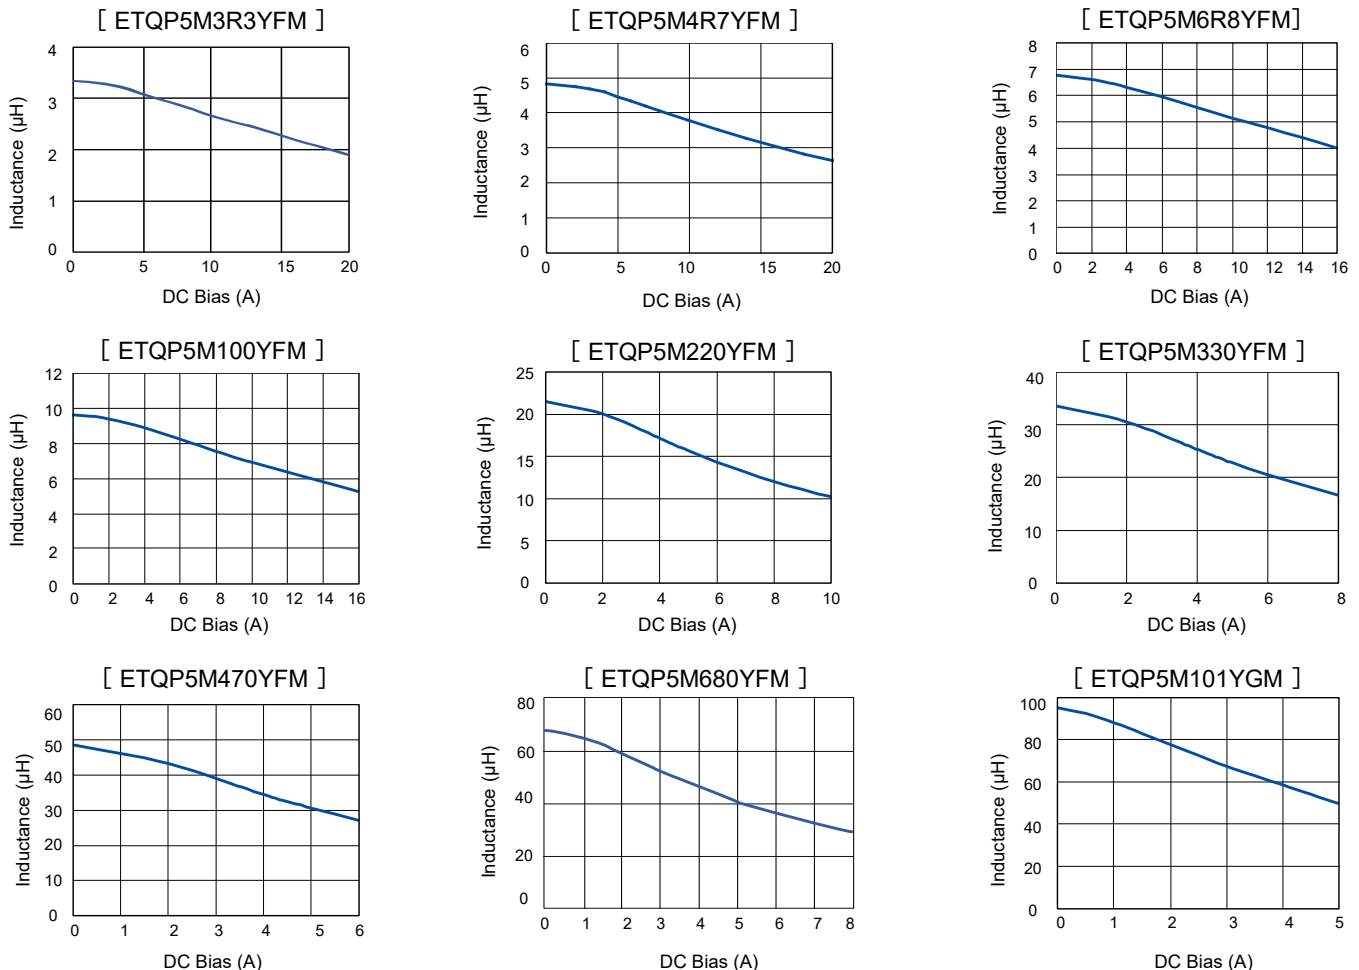 [ ETQP5M3R3YFM ]
4
3
2
1
0
0 5 10 15 20
Inductance (µH)
DC Bias (A)
[ ETQP5M4R7YFM ]
6
5
4
3
2
1
0
0 5 10 15 20
Inductance (µH)
DC Bias (A)
[ ETQP5M6R8YFM]
8
7
6
5
4
3
2
1
0
0 2 4 6 8 10 12 14 16
Inductance (µH)
DC Bias (A)
[ ETQP5M100YFM ]
12
10
8
6
4
2
0
0 2 4 6 8 10 12 14 16
Inductance (µH)
DC Bias (A)
[ ETQP5M220YFM ]
25
20
15
10
5
0
0 2 4 6 8 10
Inductance (µH)
DC Bias (A)
[ ETQP5M330YFM ]
40
30
20
10
0
0 2 4 6 8
Inductance (µH)
DC Bias (A)
[ ETQP5M470YFM ]
60
50
40
30
20
10
0
0 1 2 3 4 5 6
Inductance (µH)
DC Bias (A)
[ ETQP5M680YFM ]
80
60
40
20
0
0 1 2 3 4 5 6 7 8
Inductance (µH)
DC Bias (A)
[ ETQP5M101YGM ]
100
80
60
40
20
0
0 1 2 3 4 5
Inductance (µH)
DC Bias (A)